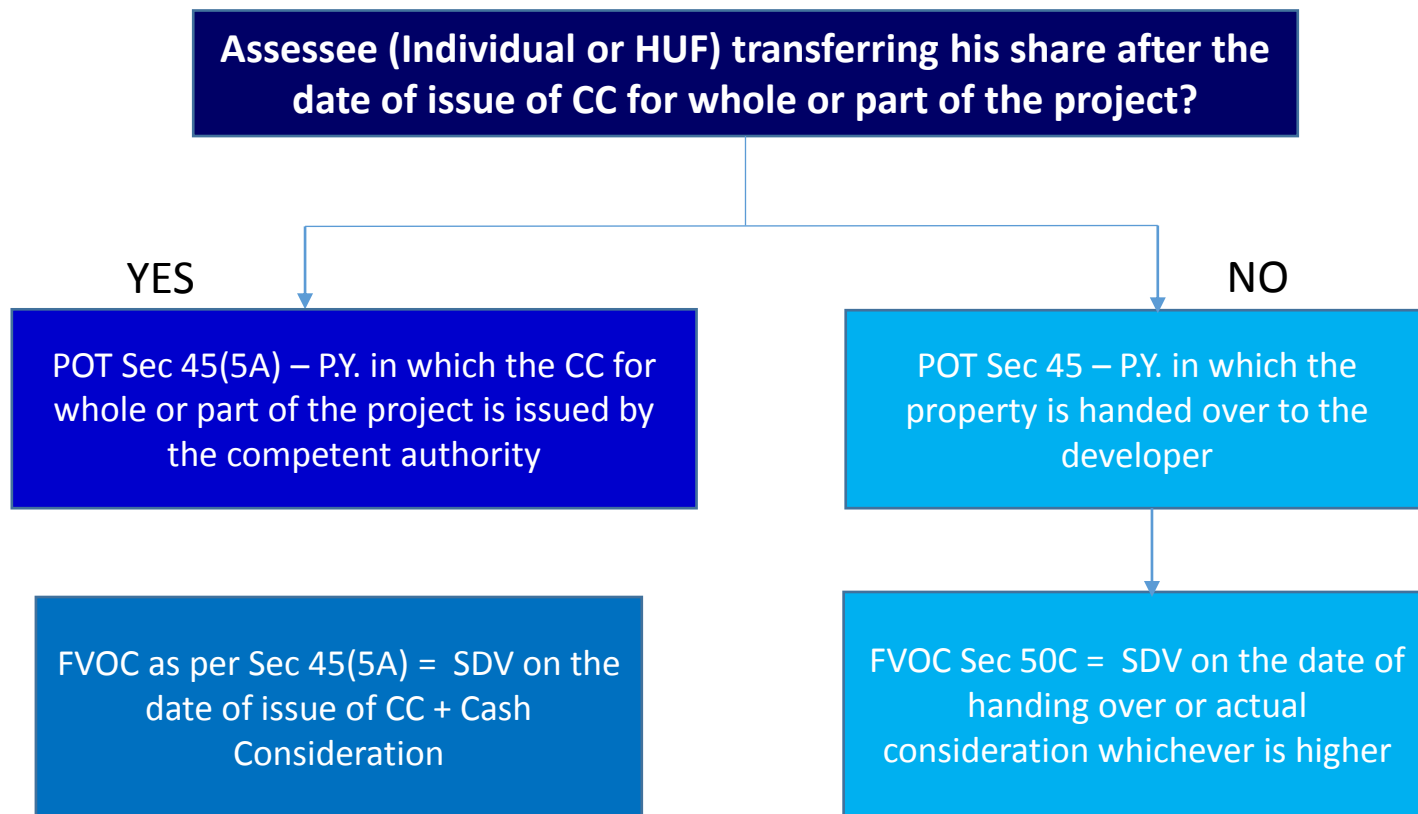 Assessee (Individual or HUF) transferring his share after the
date of issue of CC for whole or part of the project?
YES
NO
POT Sec 45(5A) – P.Y. in which the CC for
whole or part of the project is issued by
the competent authority
POT Sec 45 – P.Y. in which the
property is handed over to the
developer
FVOC as per Sec 45(5A) = SDV on the
date of issue of CC + Cash
Consideration
FVOC Sec 50C = SDV on the date of
handing over or actual
consideration whichever is higher